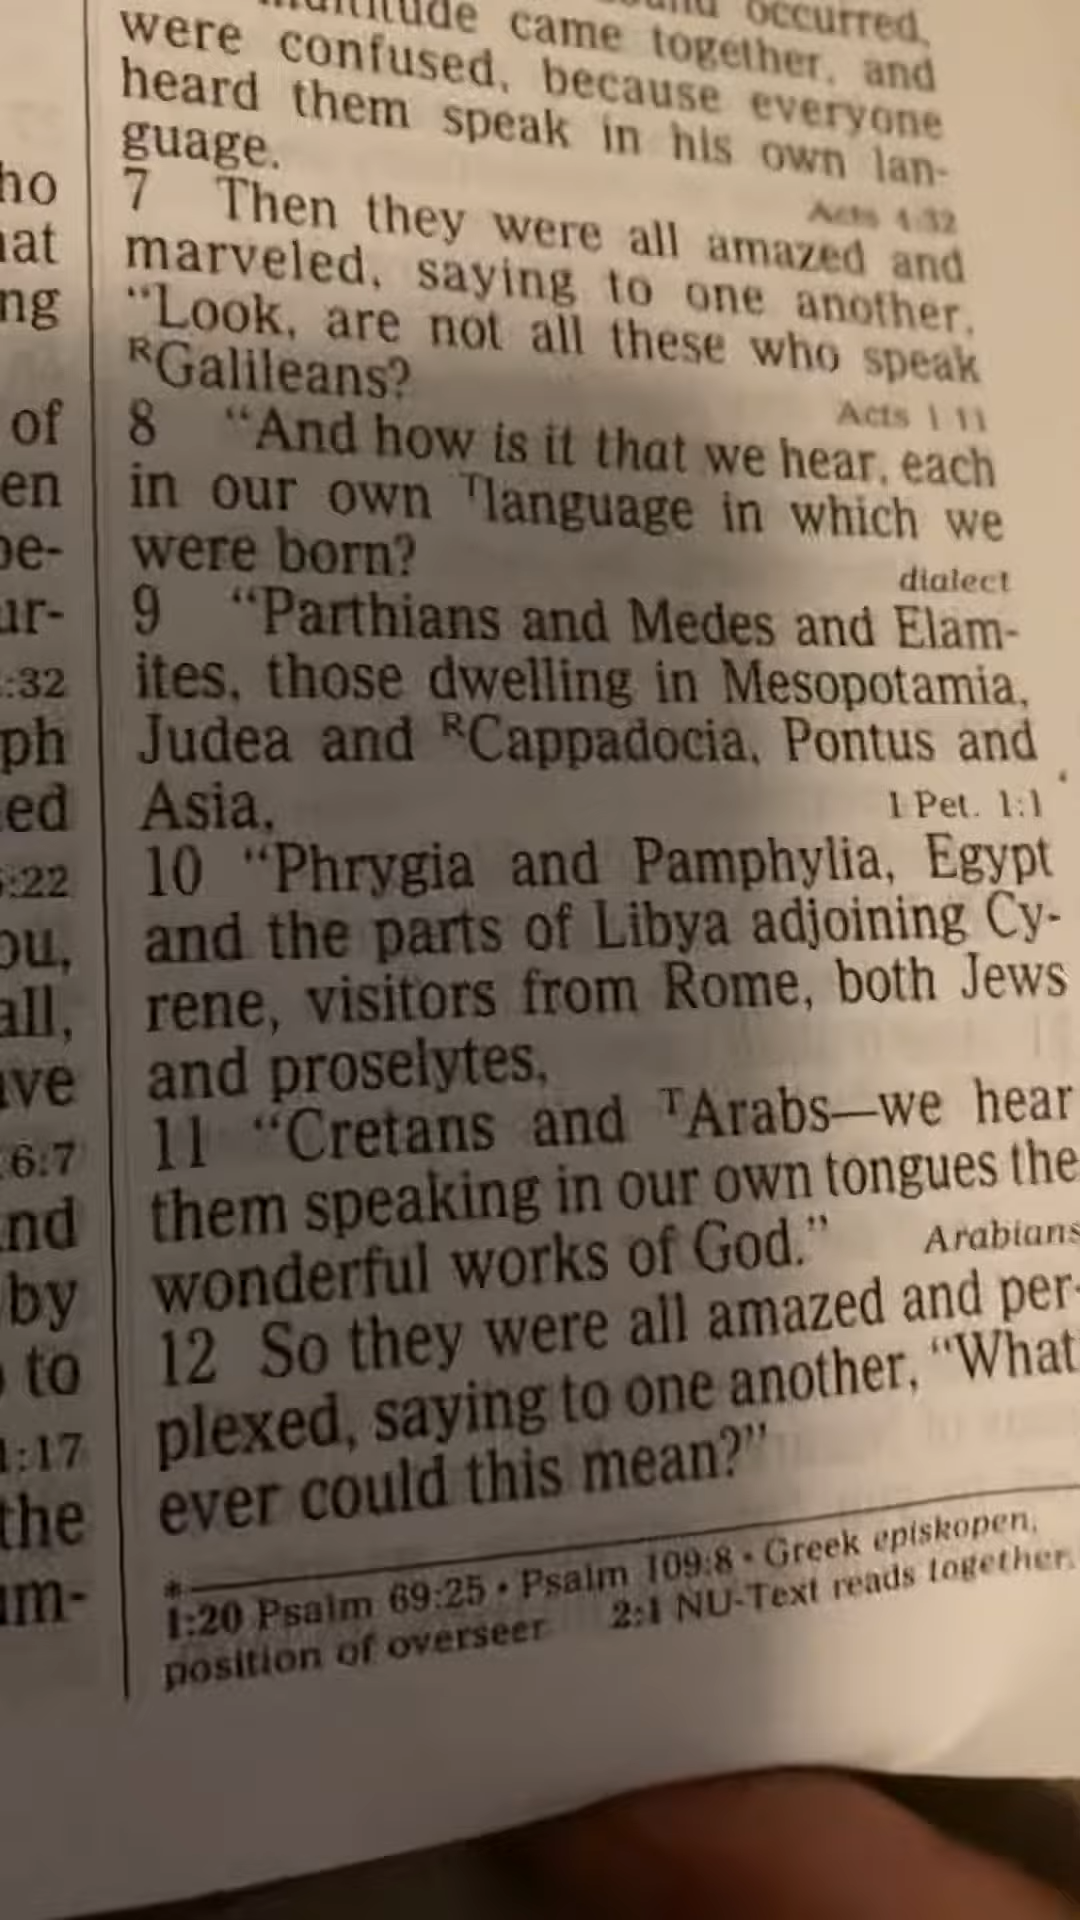 ho
hat
ng
of
en
be-
ur-
:32
ph
ed
5:22
ou,
all,
ave
6:7
and
by
to
1:17
the
um-
occurred,
multitude came together, and
were confused, because everyone
heard them speak in his own lan-
guage.
Acts 4:32
7 Then they were all amazed and
marveled, saying to one another,
“Look, are not all these who speak
RGalileans?
Acts 1:11
8 “And how is it that we hear, each
in our own Tlanguage in which we
were born?
dialect
9 “Parthians and Medes and Elam-
ites, those dwelling in Mesopotamia,
Judea and RCappadocia, Pontus and
Asia, 1 Pet. 1:1
10 “Phrygia and Pamphylia, Egypt
and the parts of Libya adjoining Cy-
rene, visitors from Rome, both Jews
and proselytes,
11 “Cretans and TArabs—we hear
them speaking in our own tongues the
wonderful works of God.” Arabians
12 So they were all amazed and per-
plexed, saying to one another, “What
ever could this mean?”
*
1:20 Psalm 69:25 • Psalm 109:8 • Greek episkopen,
position of overseer 2:1 NU-Text reads together.